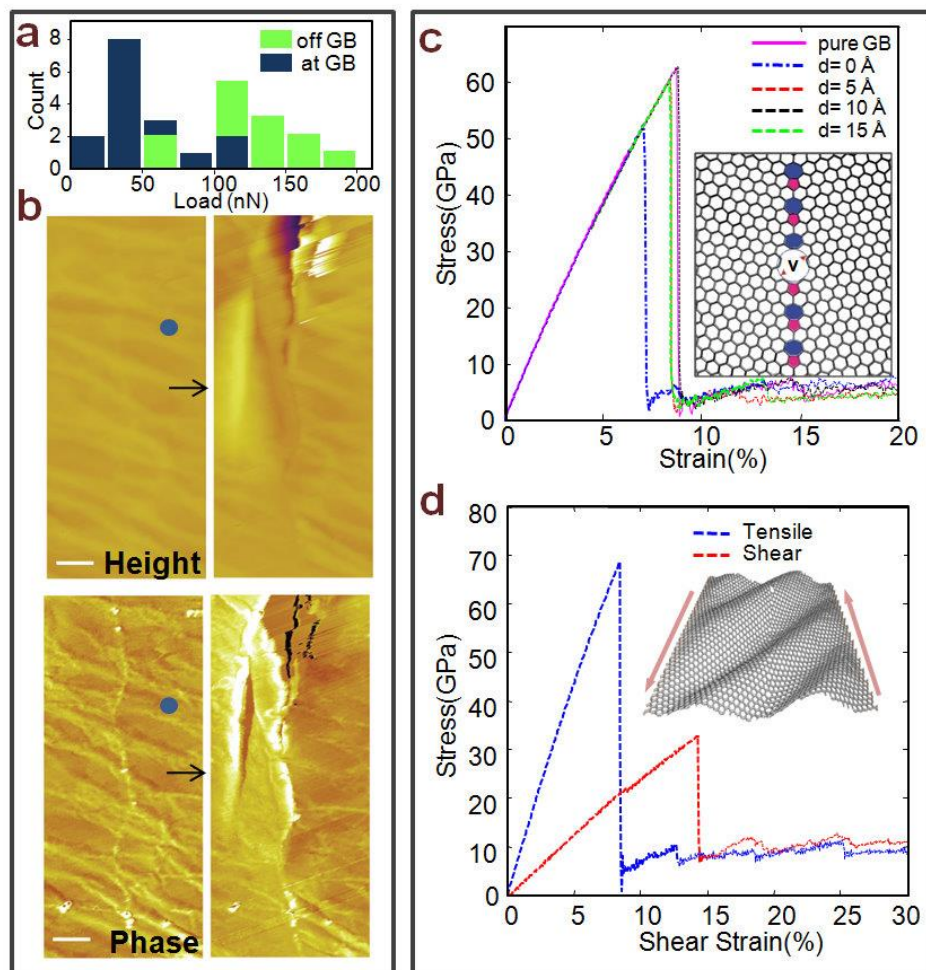 a
off GB
at GB
Count
8
6
4
2
0
0 50 100 150 200
Load (nN)
b
Height
Phase
c
pure GB
d= 0 Å
d= 5 Å
d= 10 Å
d= 15 Å
Stress(GPa)
60
50
40
30
20
10
0
V
0 5 10 15 20
Strain(%)
d
Tensile
Shear
Stress(GPa)
80
70
60
50
40
30
20
10
0
0 5 10 15 20 25 30
Shear Strain(%)